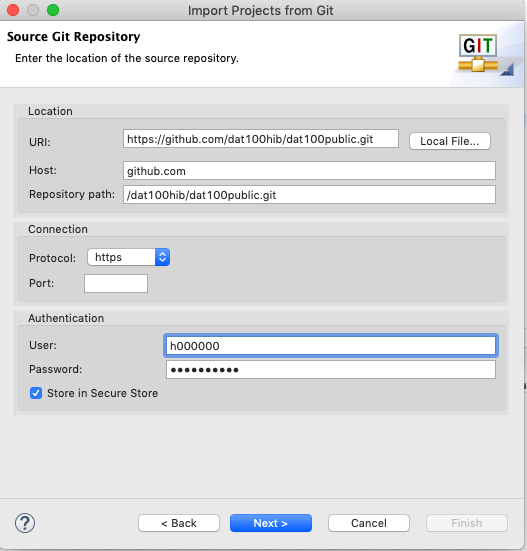 Import Projects from Git
Source Git Repository
Enter the location of the source repository.
GIT
Location
URI: https://github.com/dat100hib/dat100public.git Local File...
Host: github.com
Repository path: /dat100hib/dat100public.git
Connection
Protocol: https
Port:
Authentication
User: h000000
Password: ●●●●●●●●●●
Store in Secure Store
? < Back Next > Cancel Finish